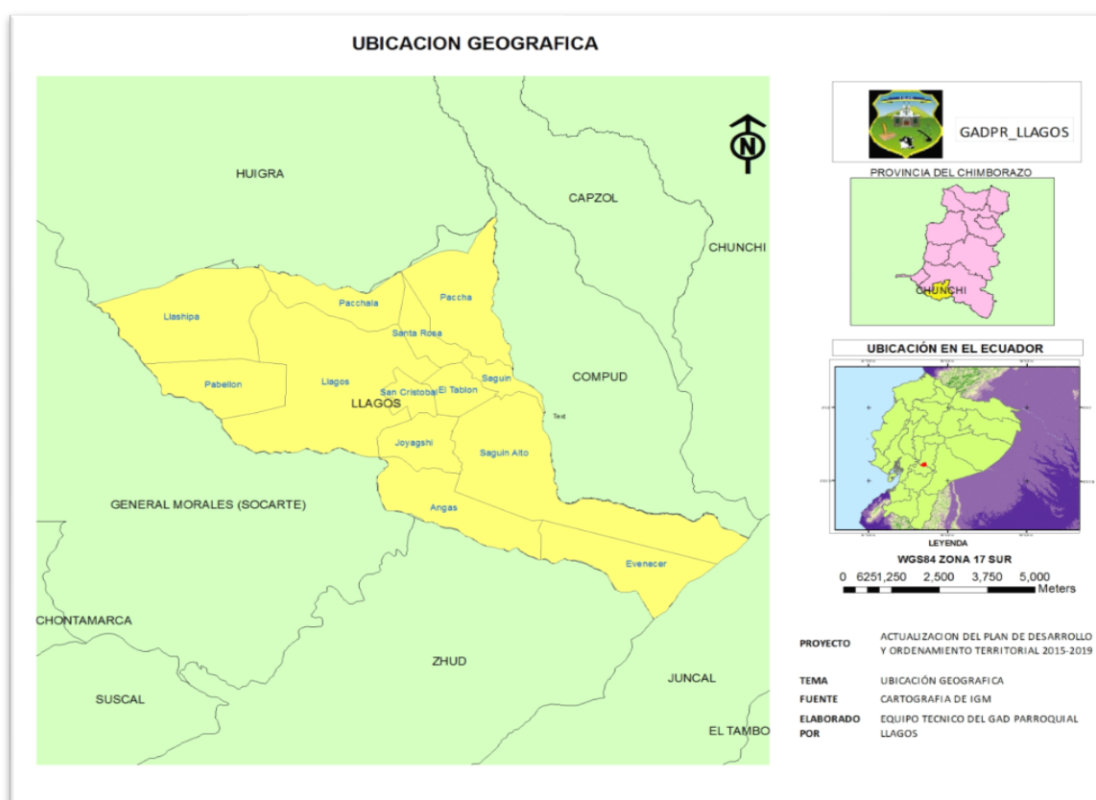 UBICACION GEOGRAFICA
N
HUIGRA
CAPZOL
CHUNCHI
Paccha
Pacchala
Llashipa
Santa Rosa
Pabellon
Llagos
San Cristobal
El Tablon
Saguin
COMPUD
LLAGOS
Text
Joyagshi
Saguin Alto
GENERAL MORALES (SOCARTE)
Angas
Evenecer
CHONTAMARCA
ZHUD
JUNCAL
SUSCAL
EL TAMBO
GADPR_LLAGOS
PROVINCIA DEL CHIMBORAZO
CHUNCHI
UBICACIÓN EN EL ECUADOR
LEYENDA
WGS84 ZONA 17 SUR
0 6251,250 2,500 3,750 5,000
Meters
PROYECTO ACTUALIZACION DEL PLAN DE DESARROLLO
Y ORDENAMIENTO TERRITORIAL 2015-2019
TEMA UBICACIÓN GEOGRAFICA
FUENTE CARTOGRAFIA DE IGM
ELABORADO EQUIPO TECNICO DEL GAD PARROQUIAL
POR LLAGOS